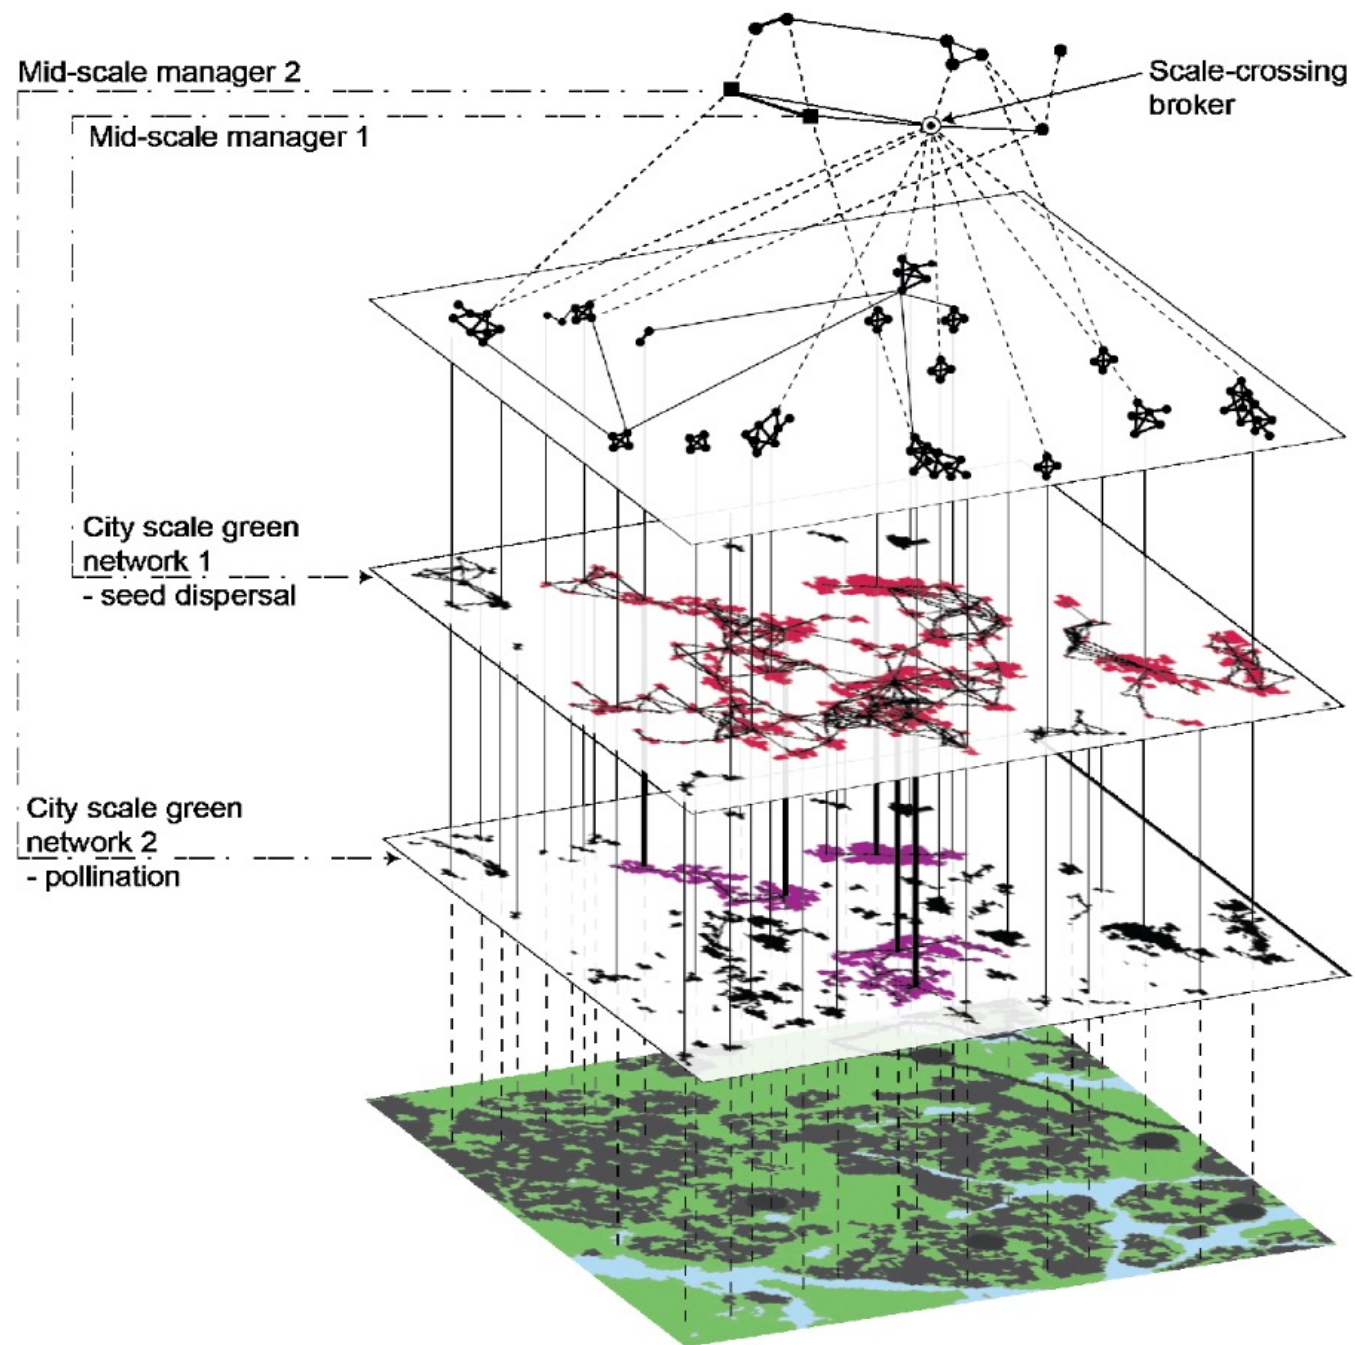 Mid-scale manager 2
Mid-scale manager 1
Scale-crossing
broker
City scale green
network 1
- seed dispersal
City scale green
network 2
- pollination